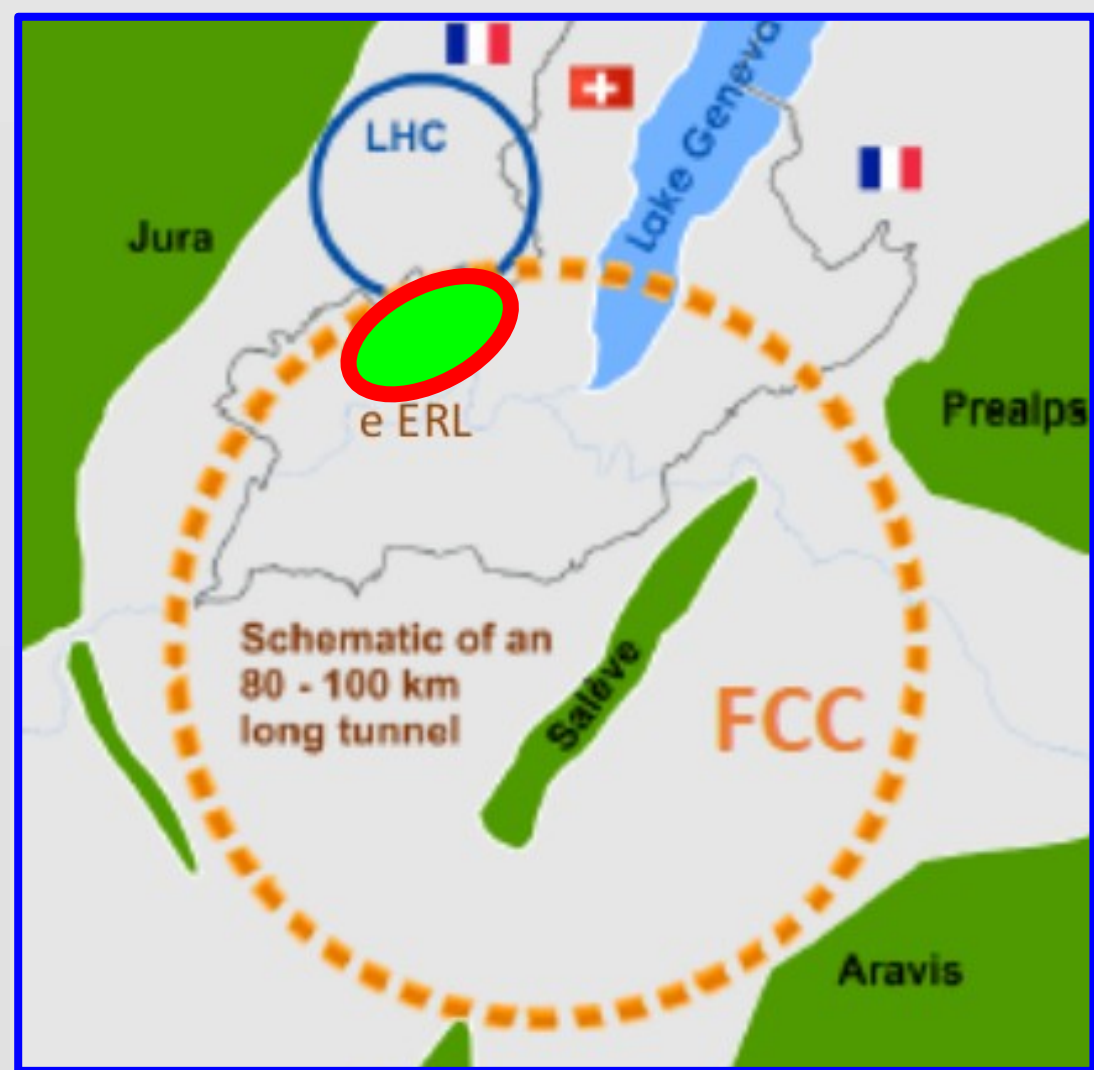 LHC
Lake Geneva
Jura
Prealps
e ERL
Schematic of an
80 - 100 km
long tunnel
Salève
FCC
Aravis